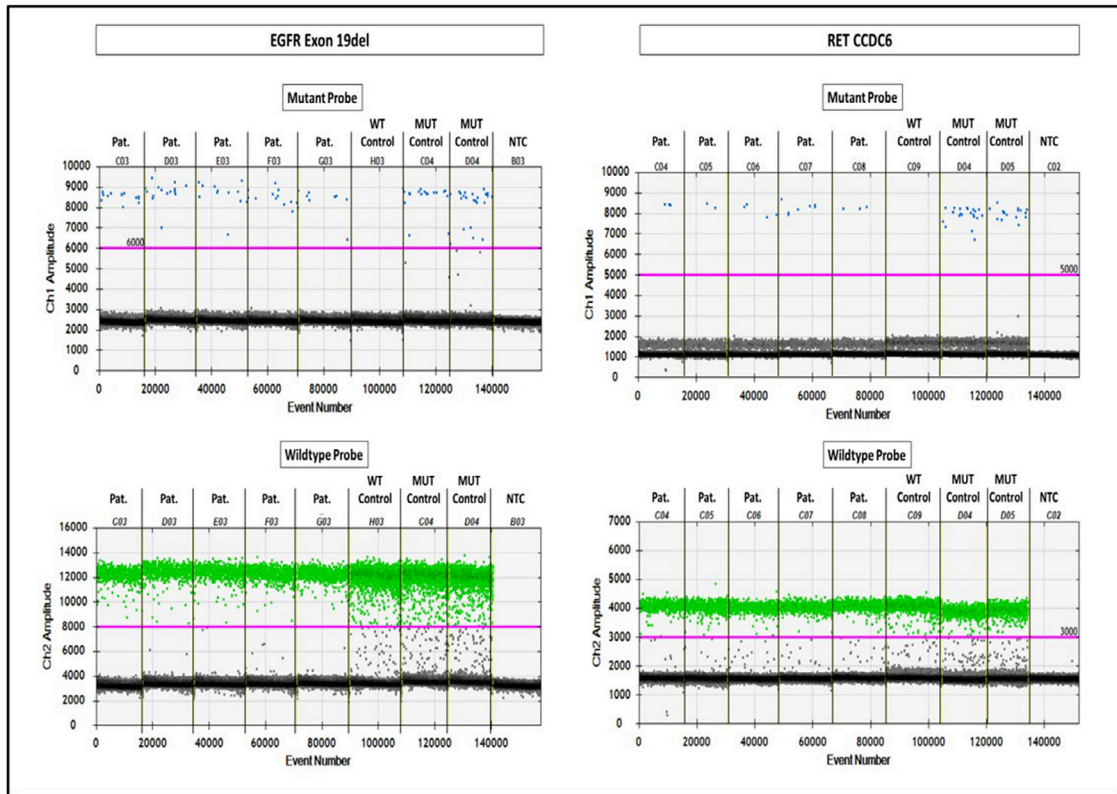 EGFR Exon 19del
RET CCDC6
Mutant Probe
Mutant Probe
WT MUT MUT
Pat. Pat. Pat. Pat. Pat. Control Control Control NTC
C03 D03 E03 F03 G03 H03 C04 D04 B03
10000
9000
8000
7000
6000
6000
5000
4000
3000
2000
1000
0
Ch1 Amplitude
0 20000 40000 60000 80000 100000 120000 140000
Event Number
WT MUT MUT
Pat. Pat. Pat. Pat. Pat. Control Control Control NTC
C04 C05 C06 C07 C08 C09 D04 D05 C02
10000
9000
8000
7000
6000
5000
5000
4000
3000
2000
1000
0
Ch1 Amplitude
0 20000 40000 60000 80000 100000 120000 140000
Event Number
Wildtype Probe
Wildtype Probe
WT MUT MUT
Pat. Pat. Pat. Pat. Pat. Control Control Control NTC
C03 D03 E03 F03 G03 H03 C04 D04 B03
16000
14000
12000
10000
8000
6000
4000
2000
0
Ch2 Amplitude
0 20000 40000 60000 80000 100000 120000 140000
Event Number
WT MUT MUT
Pat. Pat. Pat. Pat. Pat. Control Control Control NTC
C04 C05 C06 C07 C08 C09 D04 D05 C02
7000
6000
5000
4000
3000
3000
2000
1000
0
Ch2 Amplitude
0 20000 40000 60000 80000 100000 120000 140000
Event Number